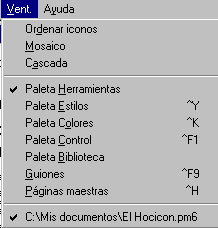 Vent. Ayuda
Ordenar iconos
Mosaico
Cascada
✓ Paleta Herramientas
Paleta Estilos ^Y
Paleta Colores ^K
Paleta Control ^F1
Paleta Biblioteca
Guiones ^F9
Páginas maestras ^H
✓ C:\Mis documentos\El Hocicon.pm6